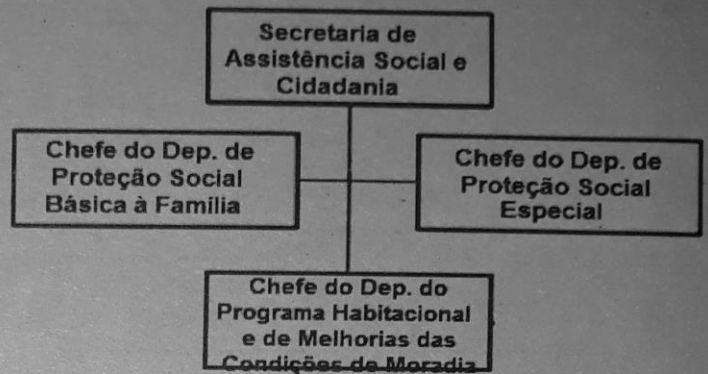 Secretaria de
Assistência Social e
Cidadania
Chefe do Dep. de
Proteção Social
Básica à Família
Chefe do Dep. de
Proteção Social
Especial
Chefe do Dep. do
Programa Habitacional
e de Melhorias das
Condições de Moradia